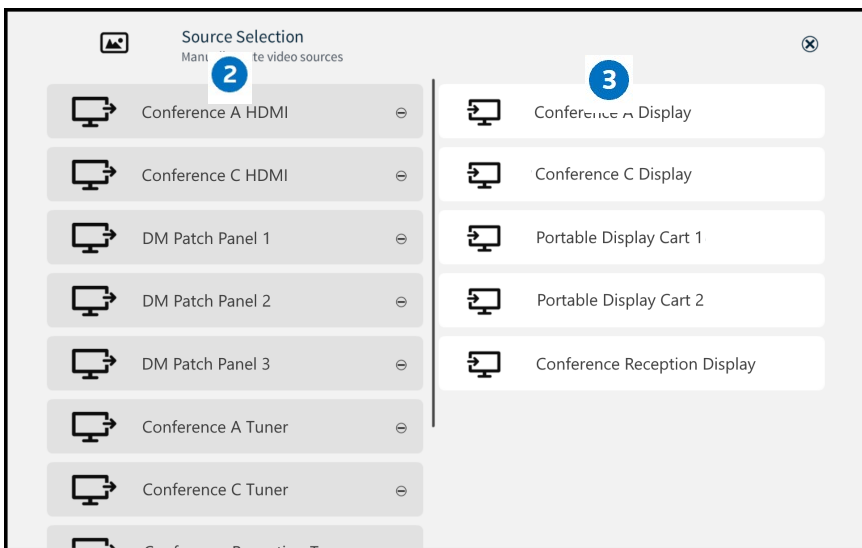 Source Selection
video sources
2
3
Conference A HDMI
Conference A Display
Conference C HDMI
Conference C Display
DM Patch Panel 1
Portable Display Cart 1
DM Patch Panel 2
Portable Display Cart 2
DM Patch Panel 3
Conference Reception Display
Conference A Tuner
Conference C Tuner